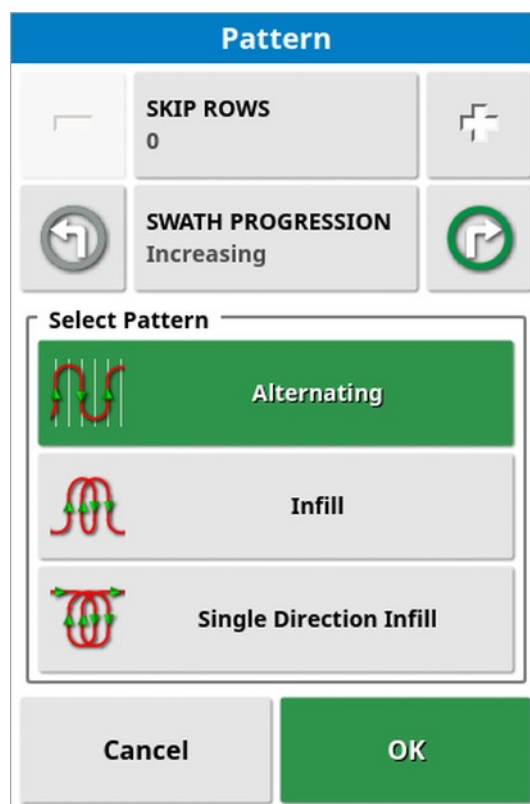 Pattern
SKIP ROWS
0
SWATH PROGRESSION
Increasing
Select Pattern
Alternating
Infill
Single Direction Infill
Cancel
OK